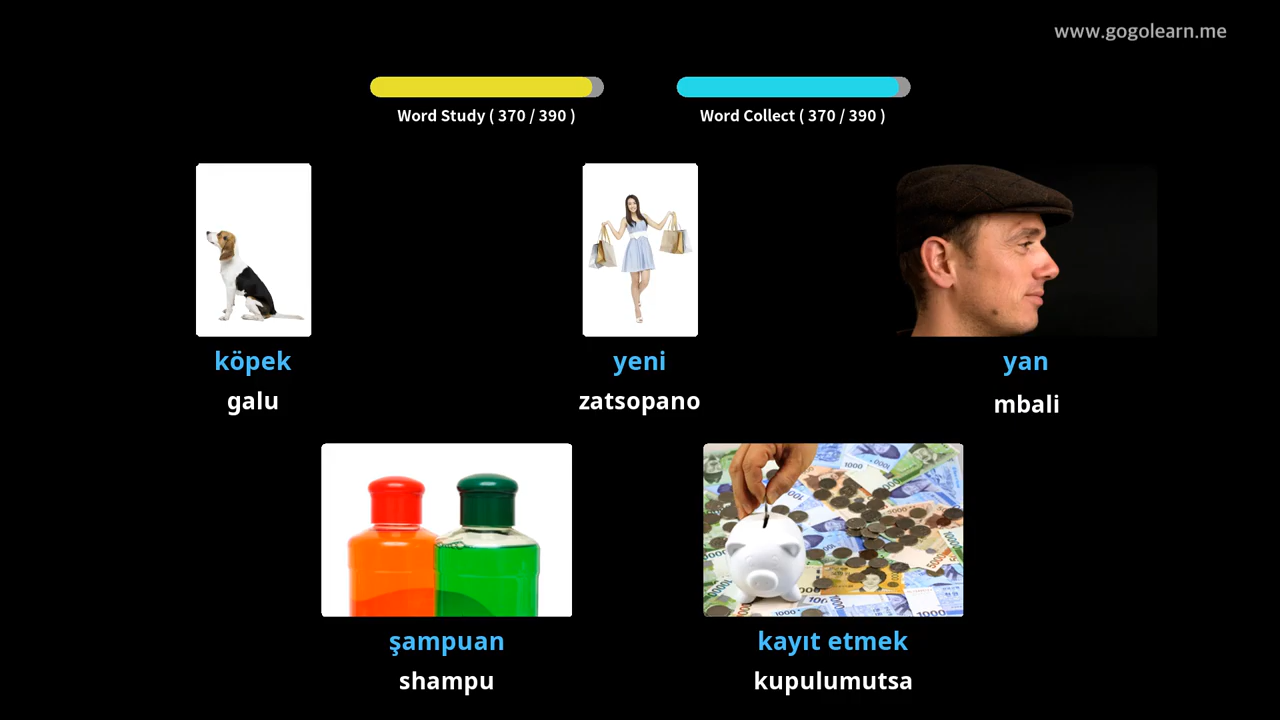 www.gogolearn.me
Word Study ( 370 / 390 )
Word Collect ( 370 / 390 )
köpek
galu
yeni
zatsopano
yan
mbali
şampuan
shampu
kayıt etmek
kupulumutsa